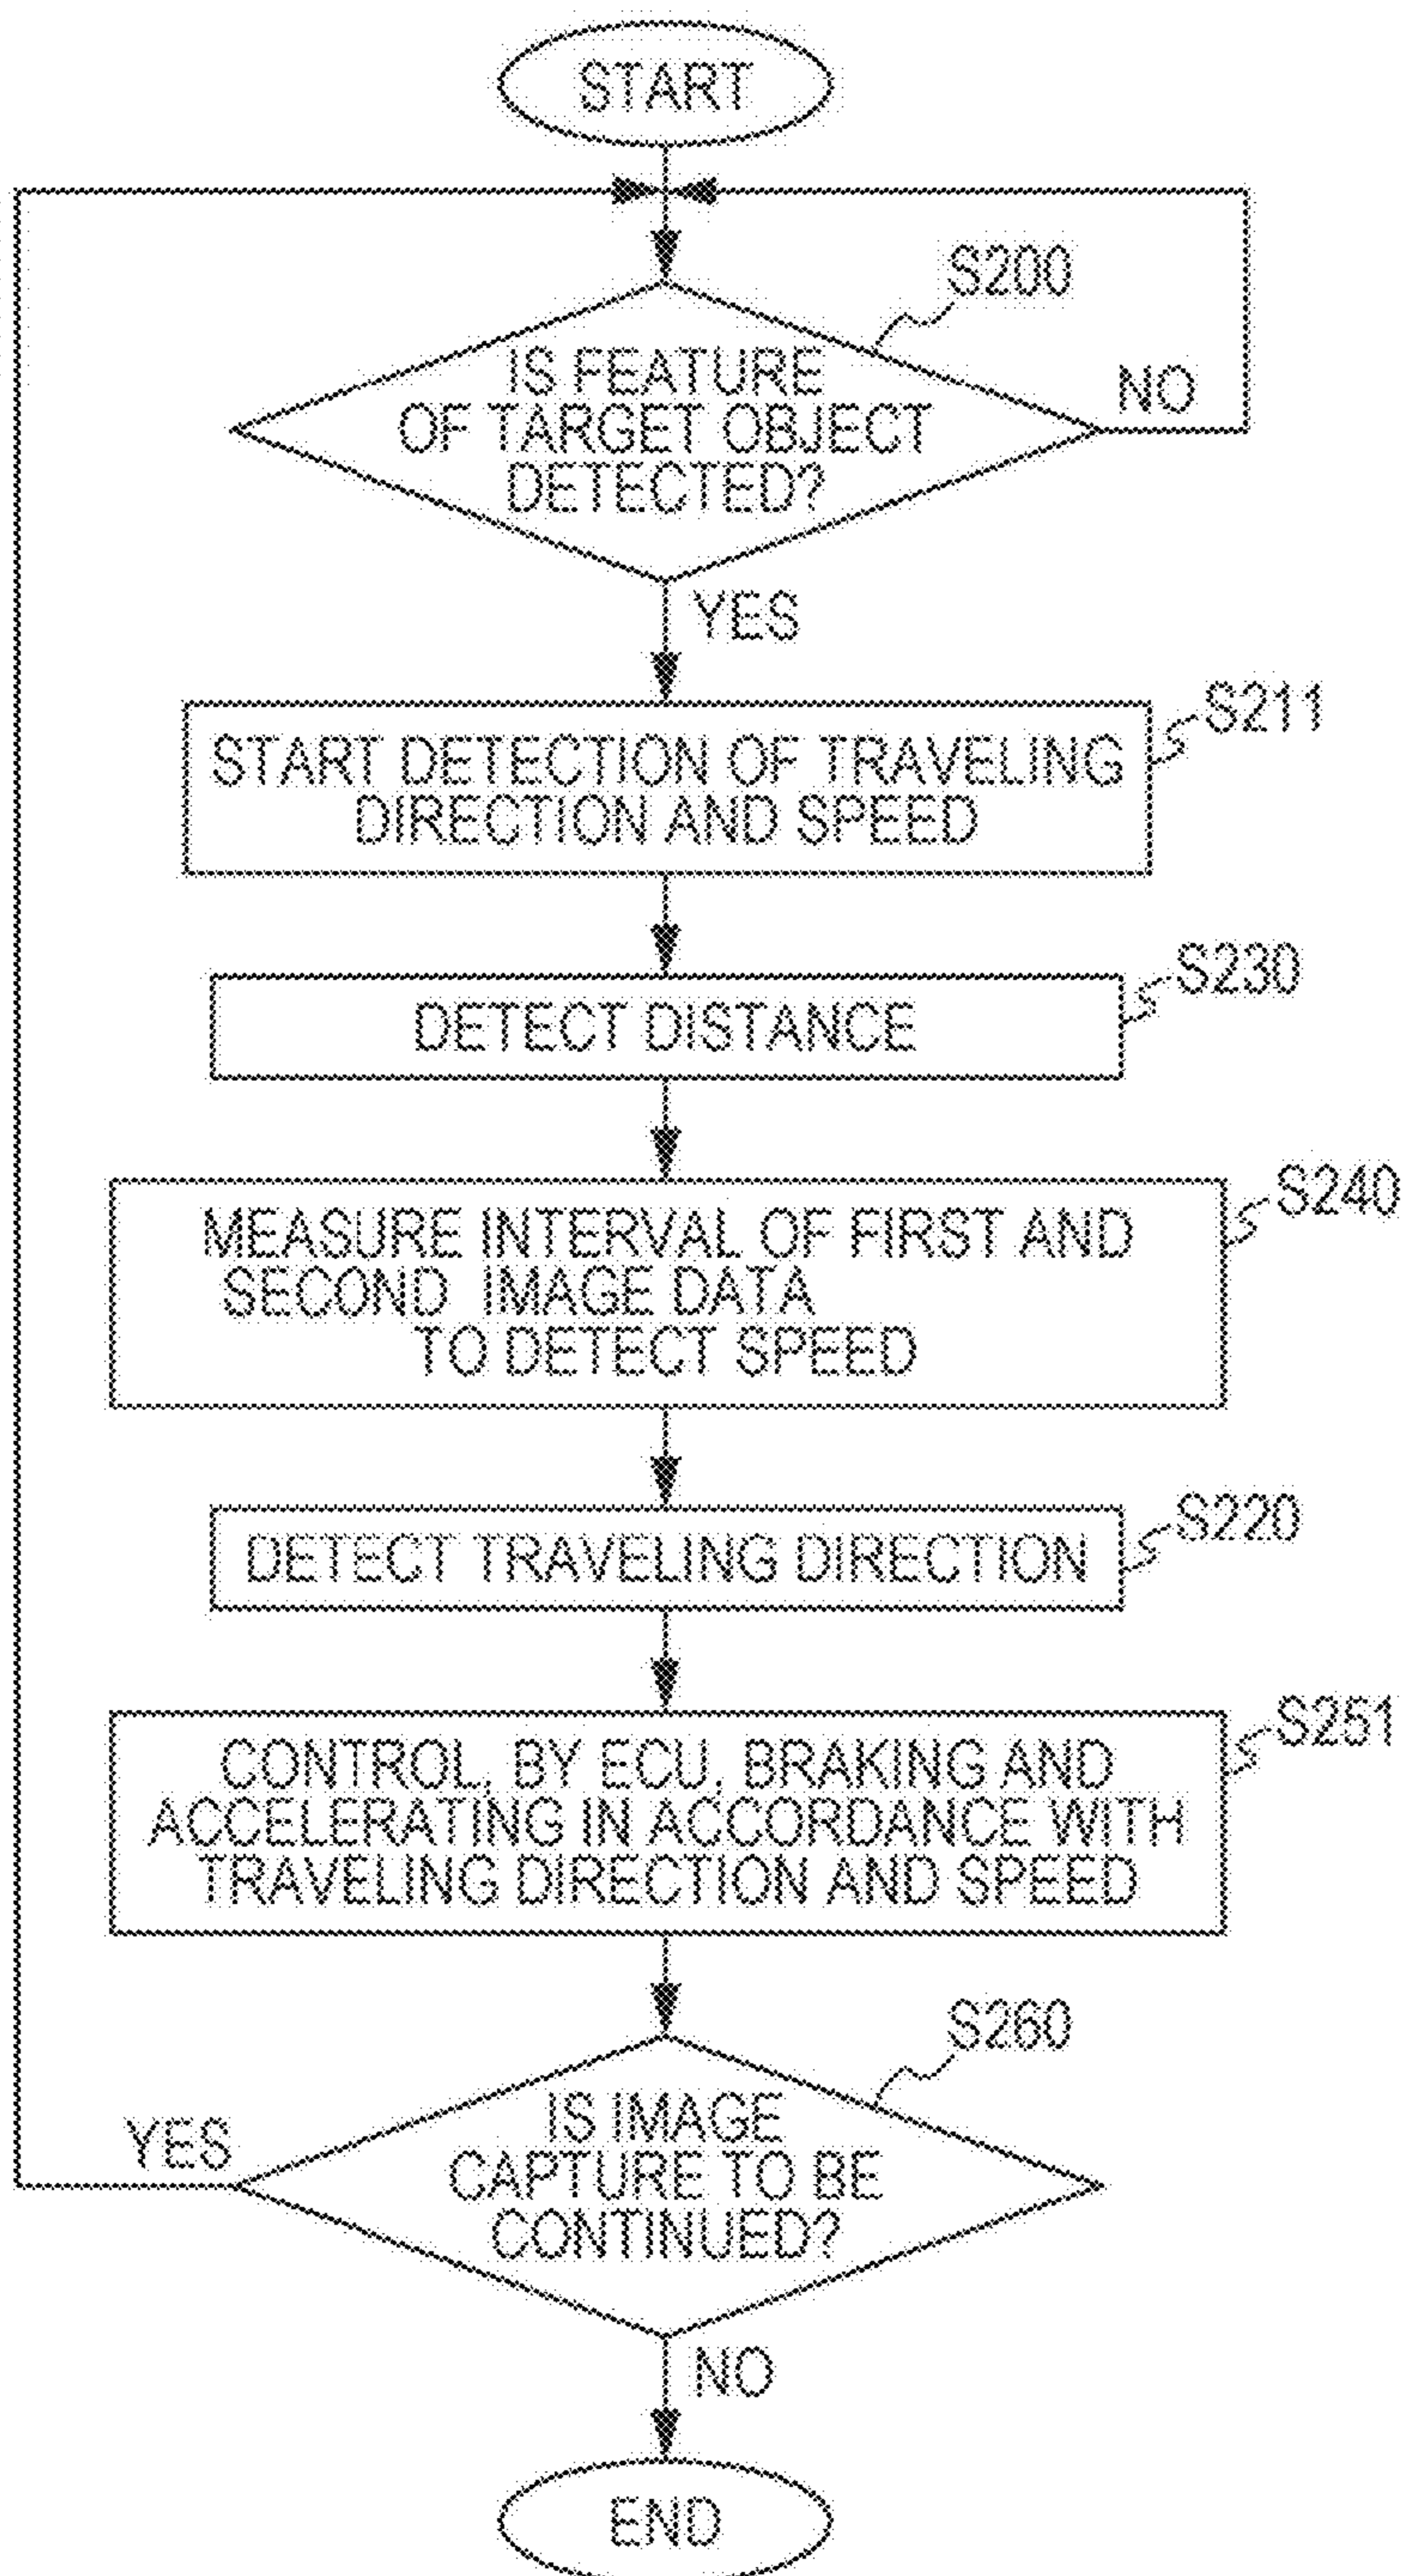 START
S200
IS FEATURE
OF TARGET OBJECT
DETECTED?
NO
YES
S211
START DETECTION OF TRAVELING
DIRECTION AND SPEED
S230
DETECT DISTANCE
S240
MEASURE INTERVAL OF FIRST AND
SECOND IMAGE DATA
TO DETECT SPEED
S220
DETECT TRAVELING DIRECTION
S251
CONTROL, BY ECU, BRAKING AND
ACCELERATING IN ACCORDANCE WITH
TRAVELING DIRECTION AND SPEED
S260
IS IMAGE
CAPTURE TO BE
CONTINUED?
YES
NO
END